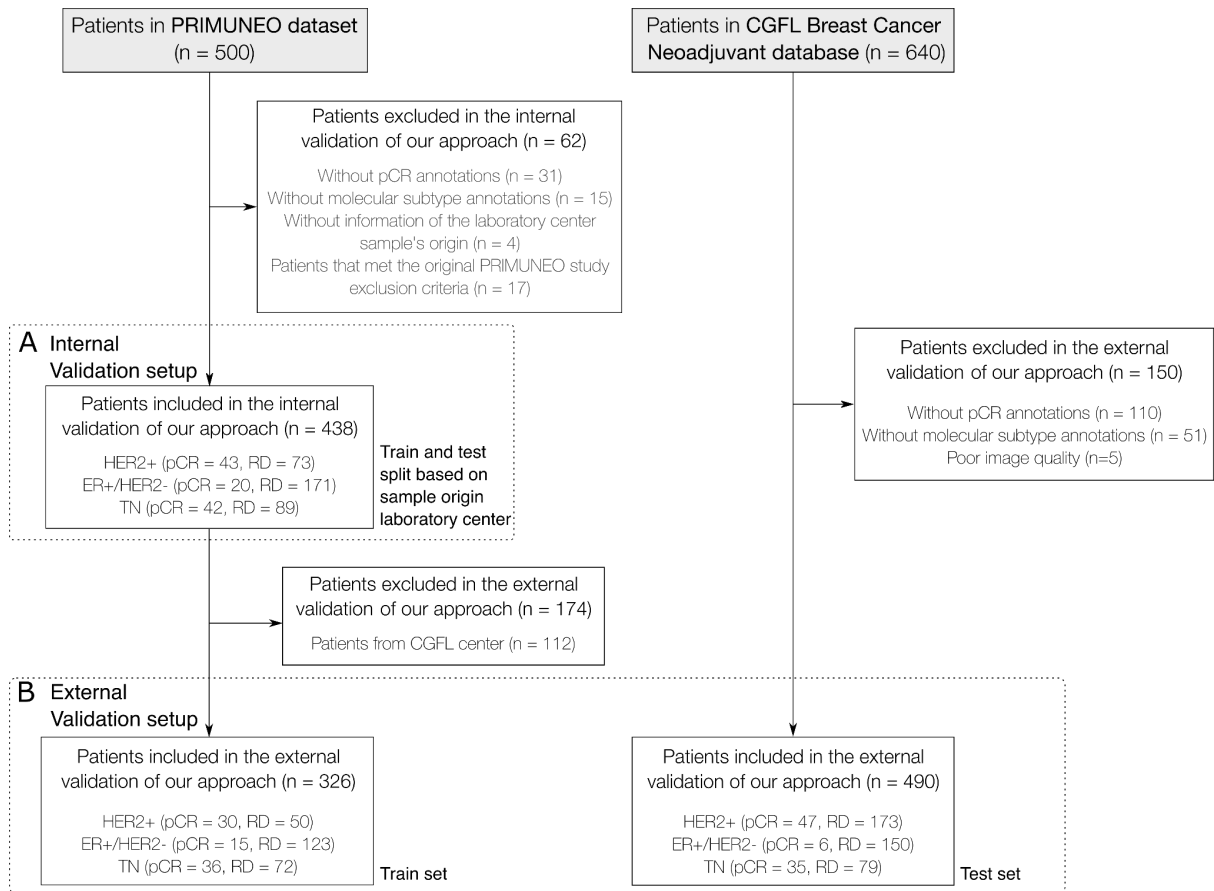 Patients in PRIMUNEO dataset
(n = 500)
Patients in CGFL Breast Cancer
Neoadjuvant database (n = 640)
Patients excluded in the internal
validation of our approach (n = 62)
Without pCR annotations (n = 31)
Without molecular subtype annotations (n = 15)
Without information of the laboratory center
sample's origin (n = 4)
Patients that met the original PRIMUNEO study
exclusion criteria (n = 17)
A Internal
Validation setup
Patients included in the internal
validation of our approach (n = 438)
HER2+ (pCR = 43, RD = 73)
ER+/HER2- (pCR = 20, RD = 171)
TN (pCR = 42, RD = 89)
Train and test
split based on
sample origin
laboratory center
Patients excluded in the external
validation of our approach (n = 150)
Without pCR annotations (n = 110)
Without molecular subtype annotations (n = 51)
Poor image quality (n=5)
Patients excluded in the external
validation of our approach (n = 174)
Patients from CGFL center (n = 112)
B External
Validation setup
Patients included in the external
validation of our approach (n = 326)
HER2+ (pCR = 30, RD = 50)
ER+/HER2- (pCR = 15, RD = 123)
TN (pCR = 36, RD = 72)
Train set
Patients included in the external
validation of our approach (n = 490)
HER2+ (pCR = 47, RD = 173)
ER+/HER2- (pCR = 6, RD = 150)
TN (pCR = 35, RD = 79)
Test set